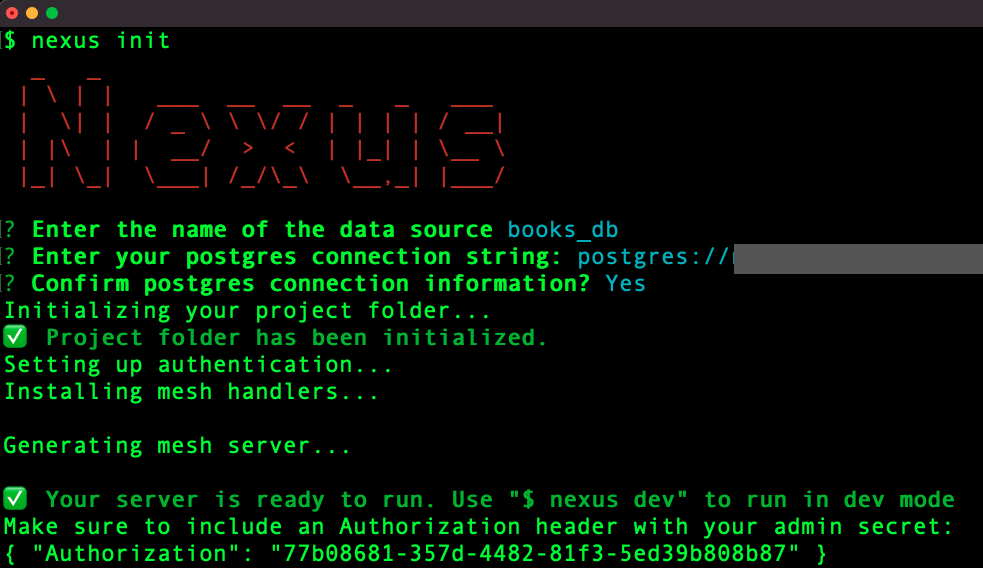 $ nexus init
Nexus
? Enter the name of the data source books_db
? Enter your postgres connection string: postgres://
? Confirm postgres connection information? Yes
Initializing your project folder...
✅ Project folder has been initialized.
Setting up authentication...
Installing mesh handlers...
Generating mesh server...
✅ Your server is ready to run. Use "$ nexus dev" to run in dev mode
Make sure to include an Authorization header with your admin secret:
{ "Authorization": "77b08681-357d-4482-81f3-5ed39b808b87" }